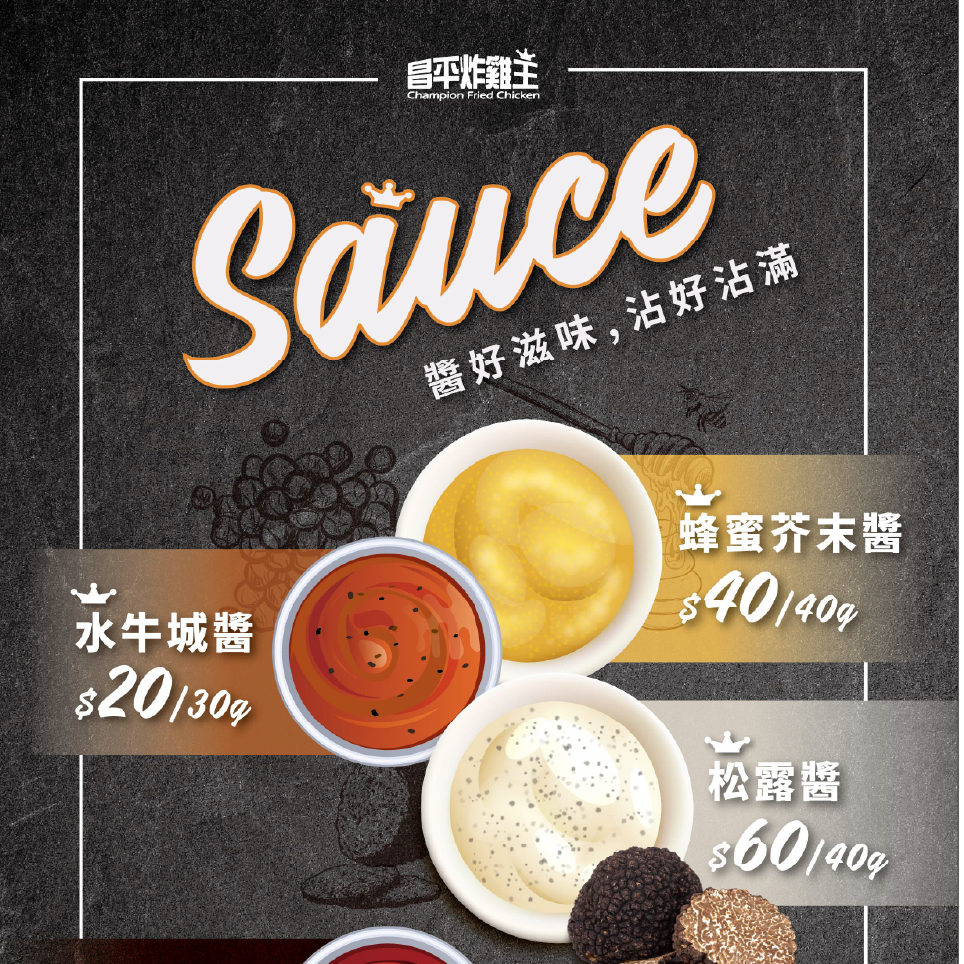 昌平炸雞主
Champion Fried Chicken
Sauce
醬好滋味,沾好沾滿
蜂蜜芥末醬
$40/40g
水牛城醬
$20/30g
松露醬
$60/40g